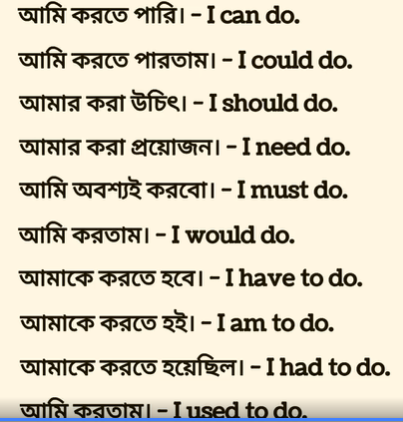 আমি করতে পারি। – I can do.
আমি করতে পারতাম। – I could do.
আমার করা উচিৎ। – I should do.
আমার করা প্রয়োজন। – I need do.
আমি অবশ্যই করবো। – I must do.
আমি করতাম। – I would do.
আমাকে করতে হবে। – I have to do.
আমাকে করতে হই। – I am to do.
আমাকে করতে হয়েছিল। – I had to do.
আমি করতাম। – I used to do.